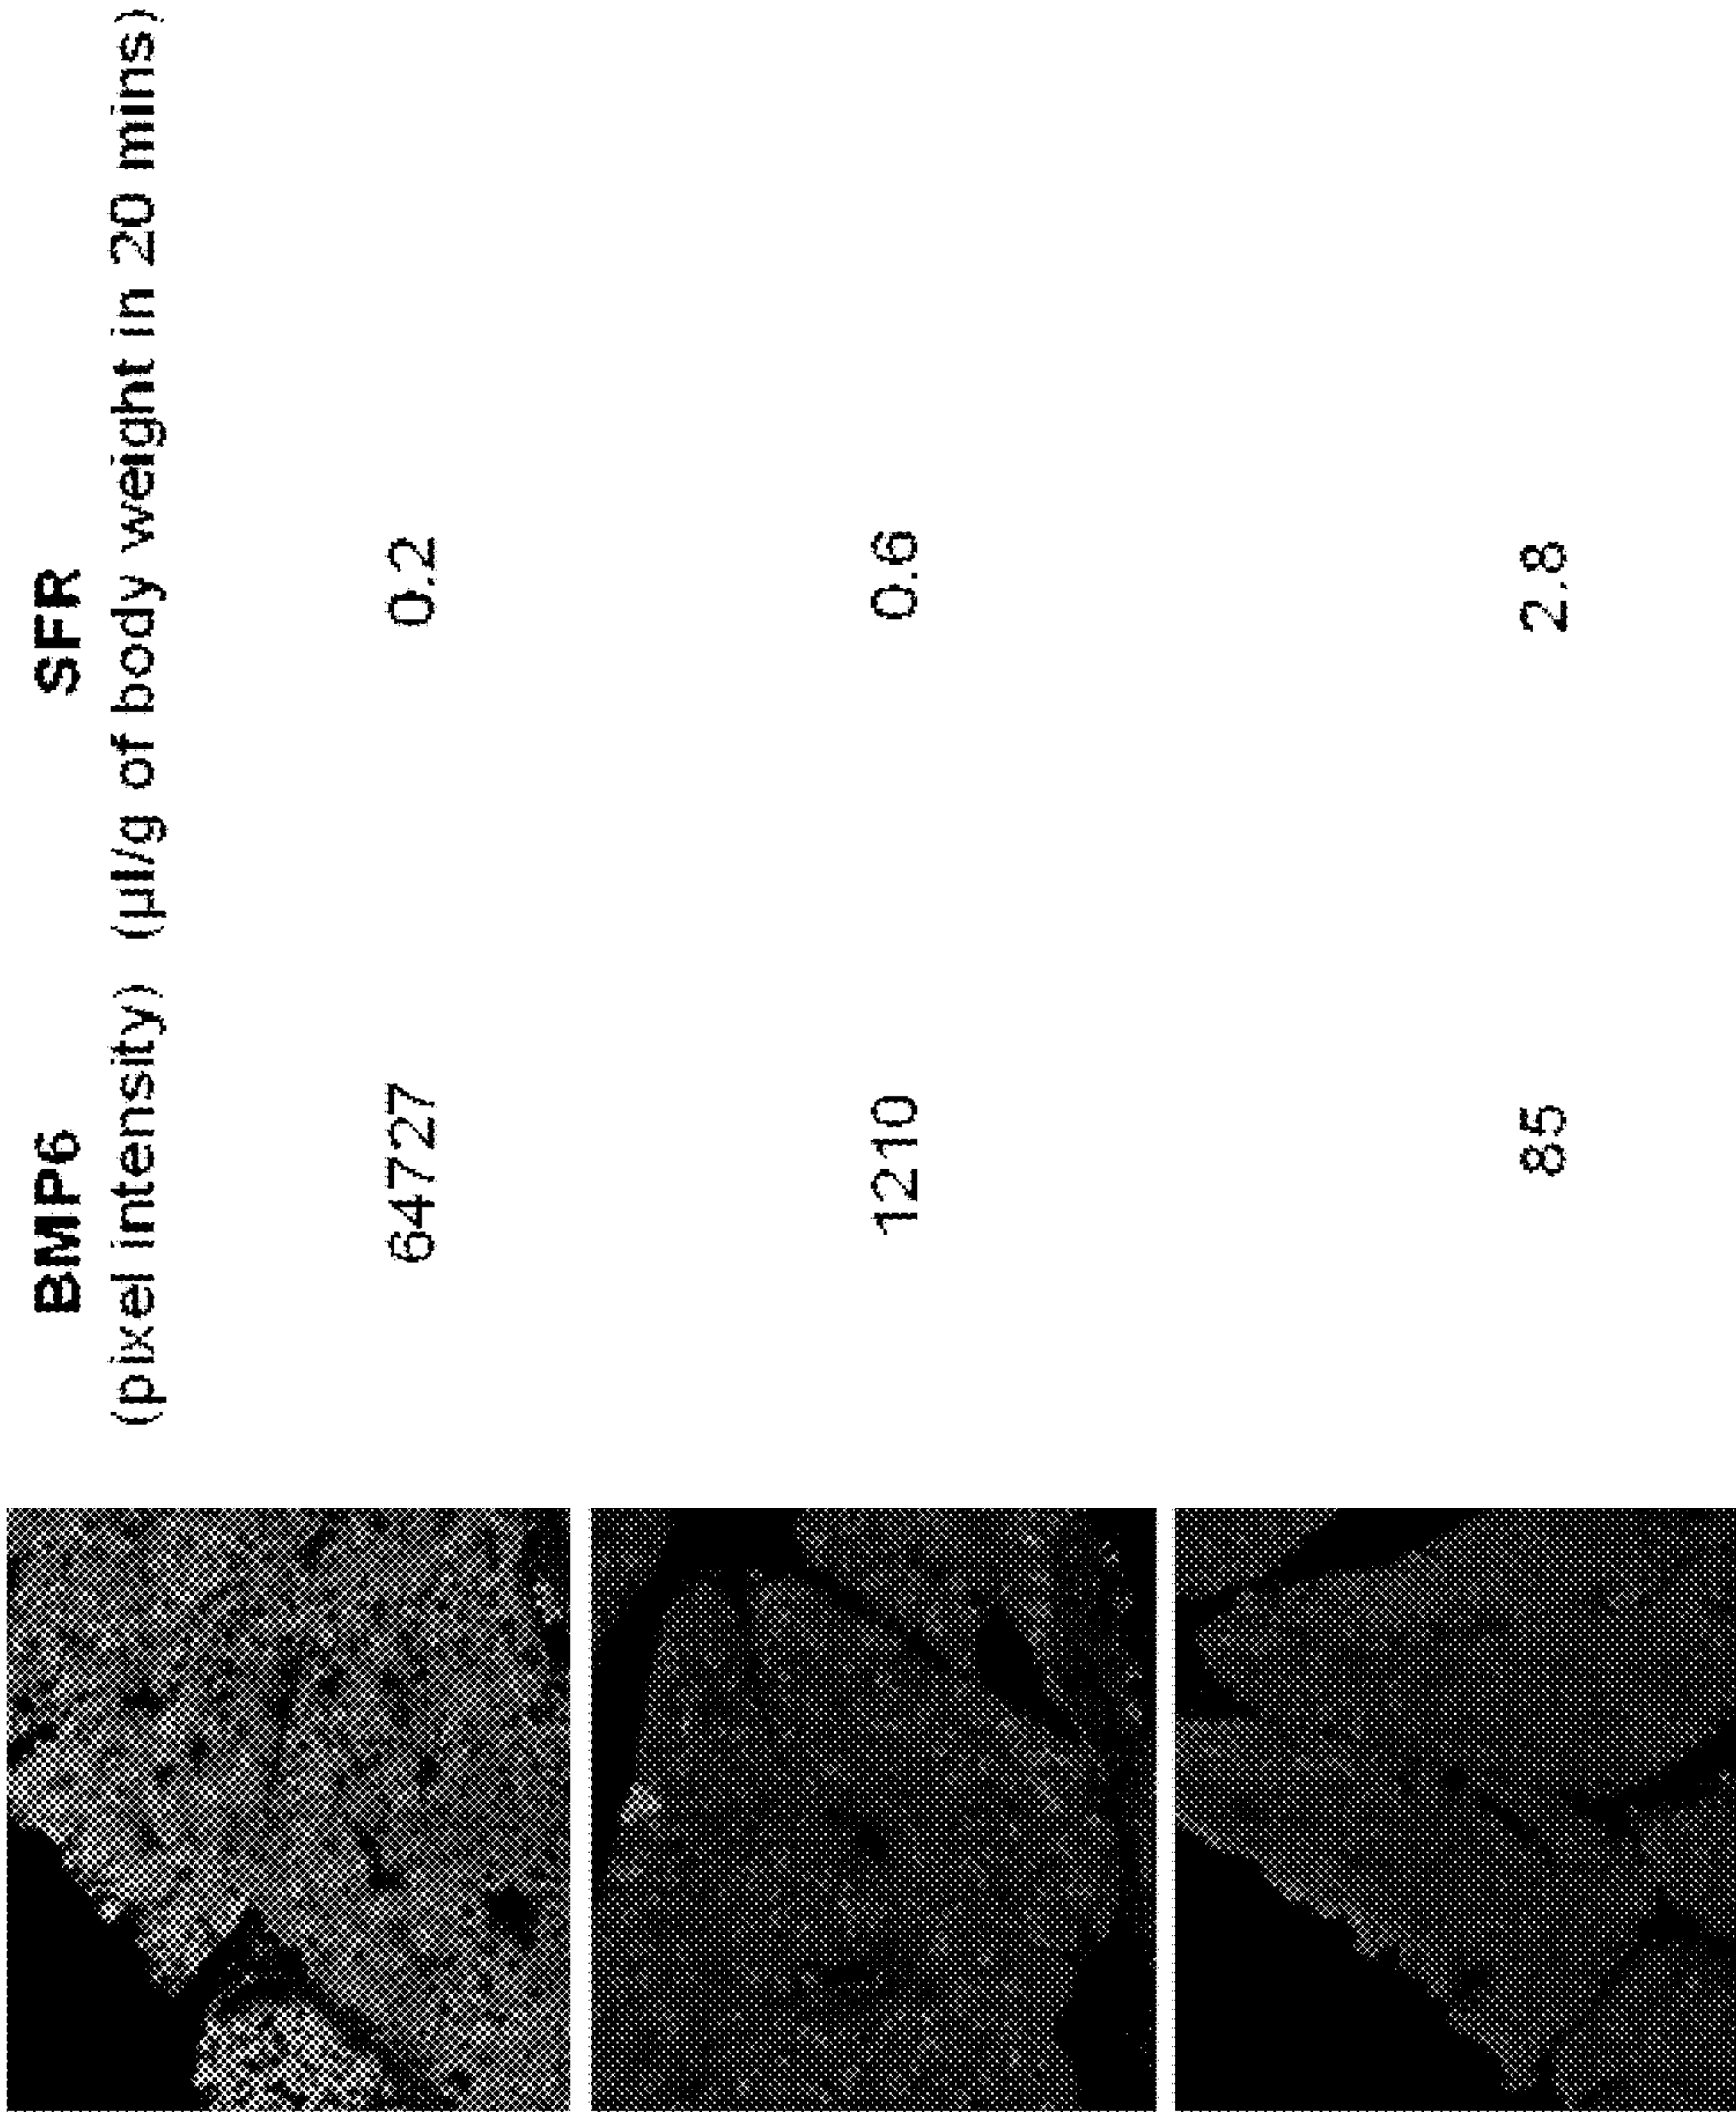 BMP6 SFR
(pixel intensity) (µl/g of body weight in 20 mins)
64727 0.2
1210 0.6
85 2.8